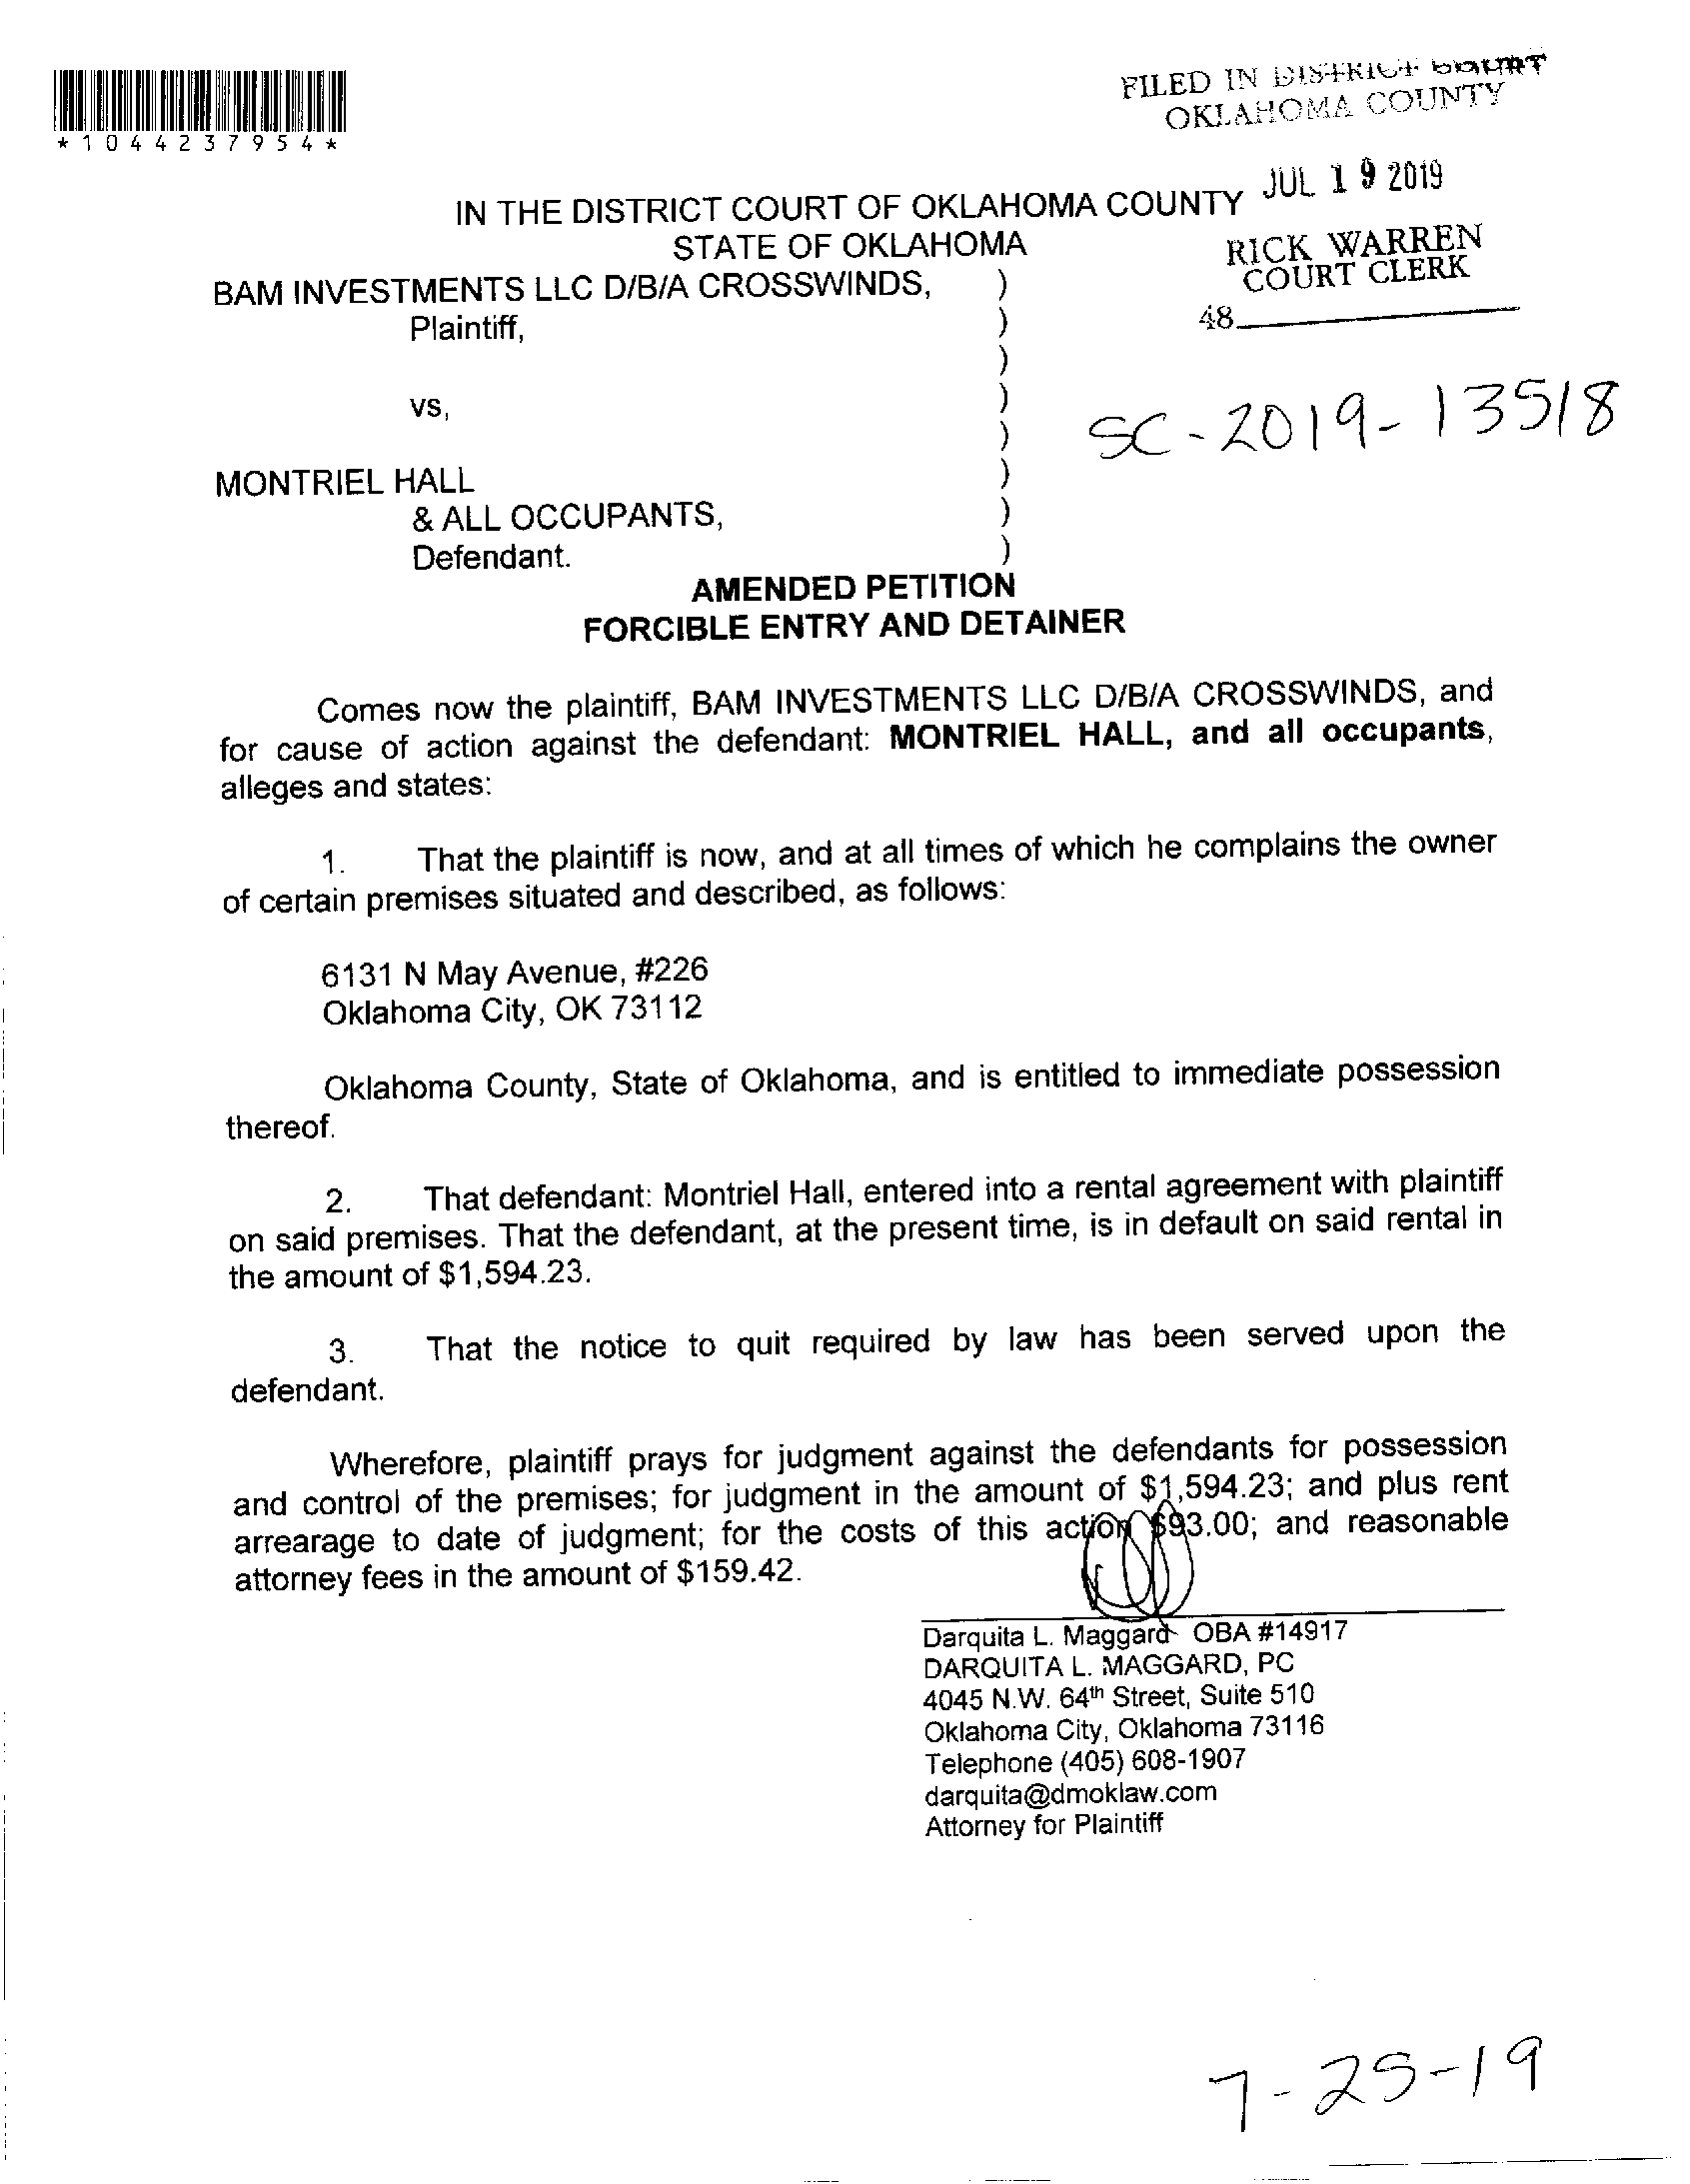 FILED IN DISTRICT COURT
OKLAHOMA COUNTY
*1044237954*
JUL 19 2019
IN THE DISTRICT COURT OF OKLAHOMA COUNTY
STATE OF OKLAHOMA
RICK WARREN
COURT CLERK
48
BAM INVESTMENTS LLC D/B/A CROSSWINDS, )
Plaintiff, )
)
vs, )
)
SC-2019-13518
MONTRIEL HALL )
& ALL OCCUPANTS, )
Defendant. )
AMENDED PETITION
FORCIBLE ENTRY AND DETAINER
Comes now the plaintiff, BAM INVESTMENTS LLC D/B/A CROSSWINDS, and
for cause of action against the defendant: MONTRIEL HALL, and all occupants,
alleges and states:
1. That the plaintiff is now, and at all times of which he complains the owner
of certain premises situated and described, as follows:
6131 N May Avenue, #226
Oklahoma City, OK 73112
Oklahoma County, State of Oklahoma, and is entitled to immediate possession
thereof.
2. That defendant: Montriel Hall, entered into a rental agreement with plaintiff
on said premises. That the defendant, at the present time, is in default on said rental in
the amount of $1,594.23.
3. That the notice to quit required by law has been served upon the
defendant.
Wherefore, plaintiff prays for judgment against the defendants for possession
and control of the premises; for judgment in the amount of $1,594.23; and plus rent
arrearage to date of judgment; for the costs of this action $93.00; and reasonable
attorney fees in the amount of $159.42.
Darquita L. Maggard OBA #14917
DARQUITA L. MAGGARD, PC
4045 N.W. 64th Street, Suite 510
Oklahoma City, Oklahoma 73116
Telephone (405) 608-1907
darquita@dmoklaw.com
Attorney for Plaintiff
7-25-19